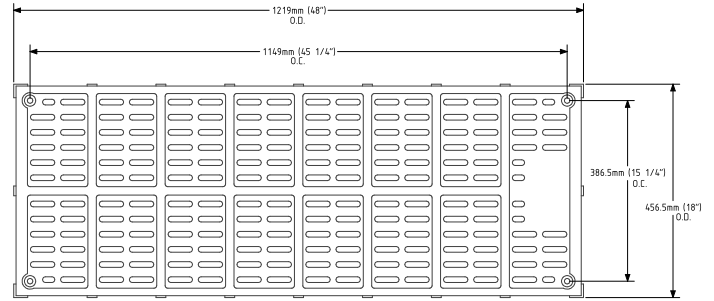 1219mm (48")
O.D.
1149mm (45 1/4")
O.C.
386.5mm (15 1/4")
O.C.
456.5mm (18")
O.D.